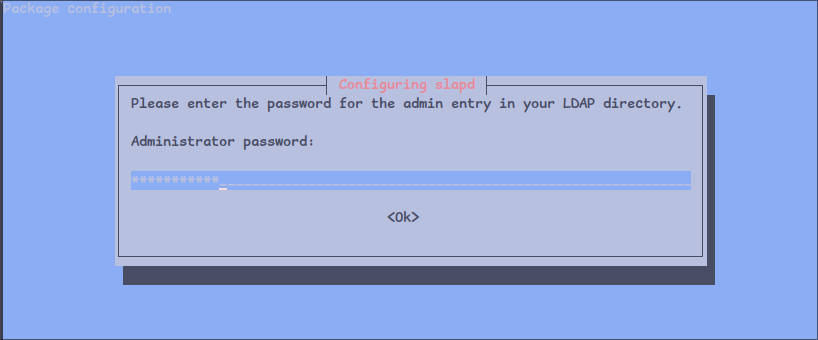 Package configuration
Configuring slapd
Please enter the password for the admin entry in your LDAP directory.
Administrator password:
***********_________________________________________________________
<Ok>